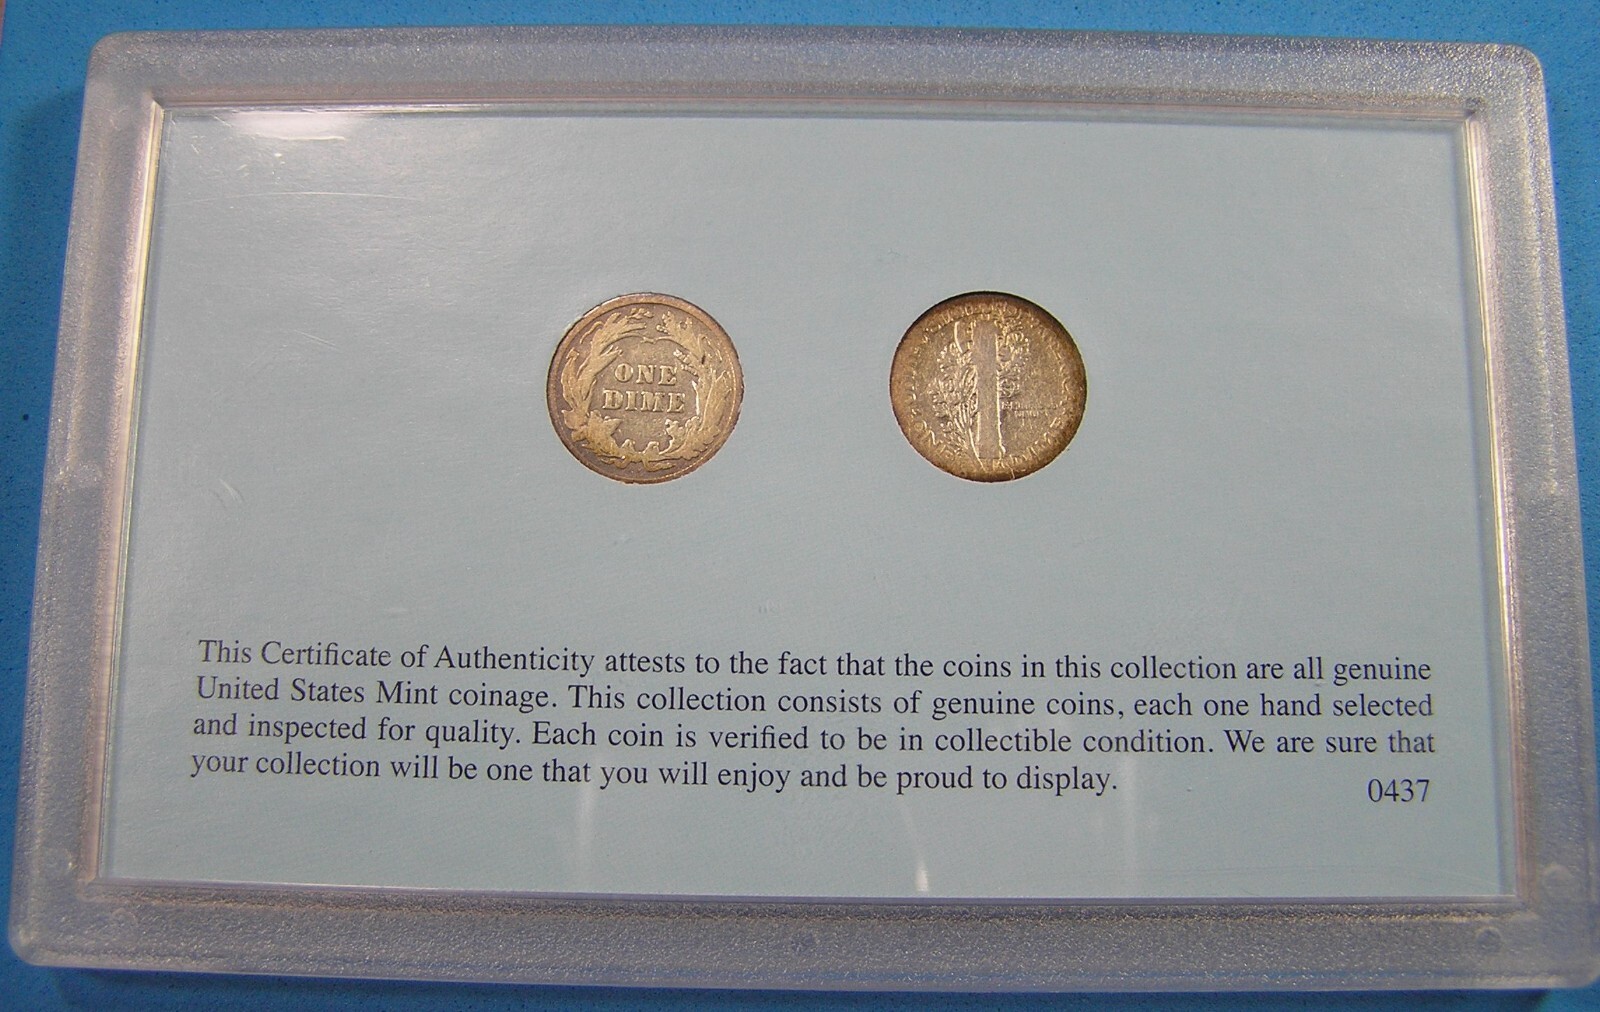 ONE
DIME
This Certificate of Authenticity attests to the fact that the coins in this collection are all genuine
United States Mint coinage. This collection consists of genuine coins, each one hand selected
and inspected for quality. Each coin is verified to be in collectible condition. We are sure that
your collection will be one that you will enjoy and be proud to display.
0437